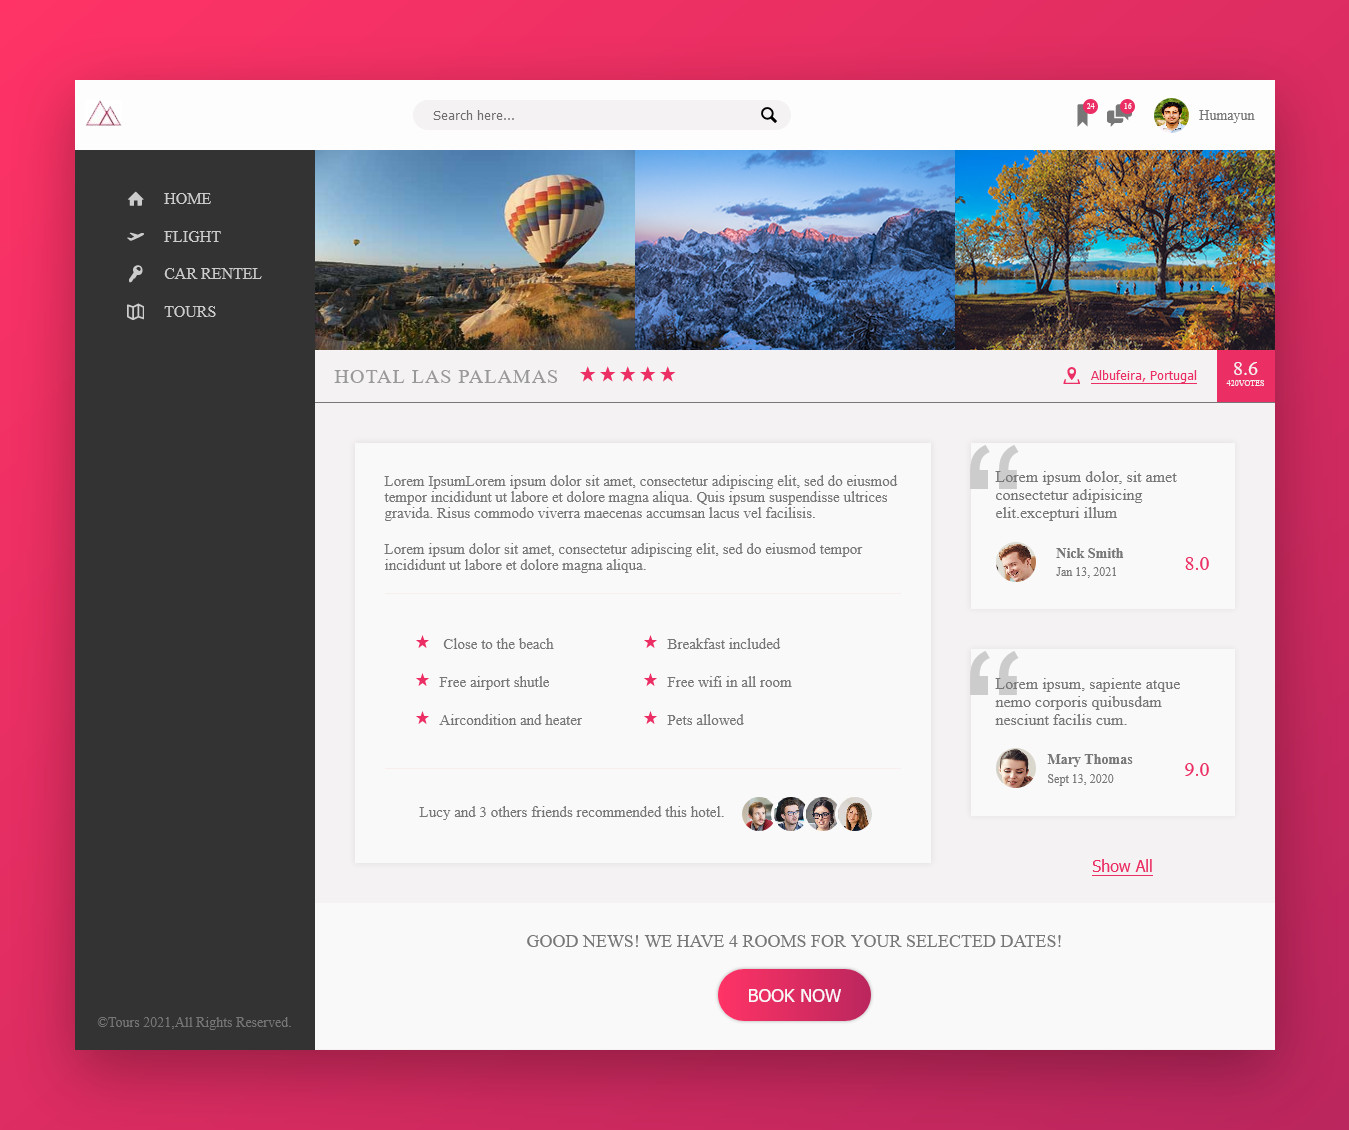 Search here...
24
16
Humayun
HOME
FLIGHT
CAR RENTEL
TOURS
HOTAL LAS PALAMAS
Albufeira, Portugal
8.6
420VOTES
Lorem IpsumLorem ipsum dolor sit amet, consectetur adipiscing elit, sed do eiusmod
tempor incididunt ut labore et dolore magna aliqua. Quis ipsum suspendisse ultrices
gravida. Risus commodo viverra maecenas accumsan lacus vel facilisis.
Lorem ipsum dolor sit amet, consectetur adipiscing elit, sed do eiusmod tempor
incididunt ut labore et dolore magna aliqua.
Close to the beach
Breakfast included
Free airport shutle
Free wifi in all room
Aircondition and heater
Pets allowed
Lucy and 3 others friends recommended this hotel.
“
Lorem ipsum dolor, sit amet
consectetur adipisicing
elit.excepturi illum
Nick Smith
Jan 13, 2021
8.0
“
Lorem ipsum, sapiente atque
nemo corporis quibusdam
nesciunt facilis cum.
Mary Thomas
Sept 13, 2020
9.0
Show All
GOOD NEWS! WE HAVE 4 ROOMS FOR YOUR SELECTED DATES!
BOOK NOW
©Tours 2021,All Rights Reserved.